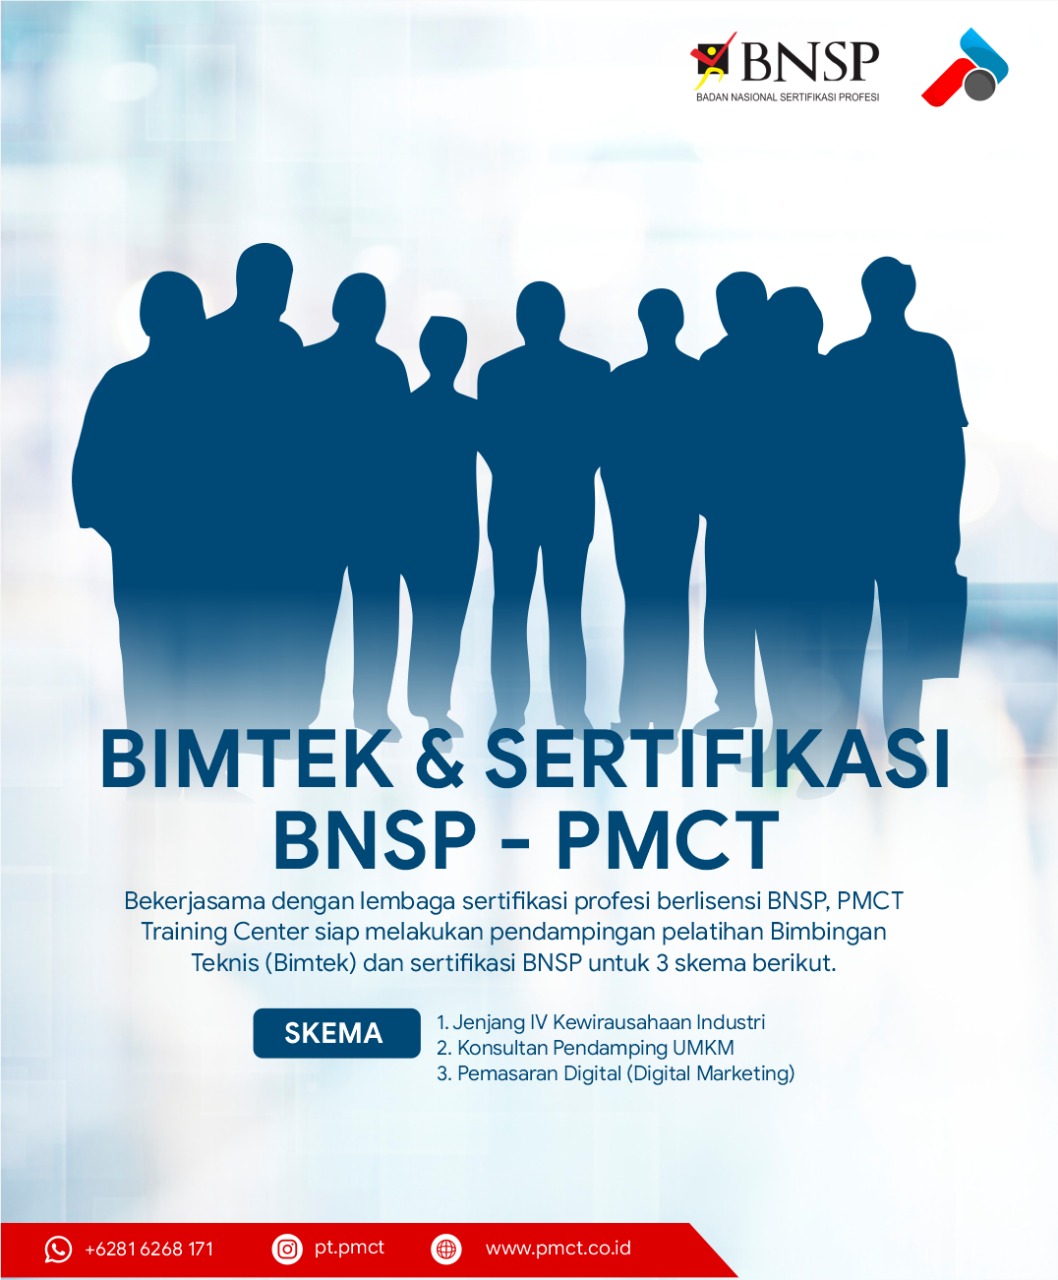 BNSP
BADAN NASIONAL SERTIFIKASI PROFESI
BIMTEK & SERTIFIKASI
BNSP - PMCT
Bekerjasama dengan lembaga sertifikasi profesi berlisensi BNSP, PMCT
Training Center siap melakukan pendampingan pelatihan Bimbingan
Teknis (Bimtek) dan sertifikasi BNSP untuk 3 skema berikut.
SKEMA
1. Jenjang IV Kewirausahaan Industri
2. Konsultan Pendamping UMKM
3. Pemasaran Digital (Digital Marketing)
+6281 6268 171
pt.pmct
www.pmct.co.id